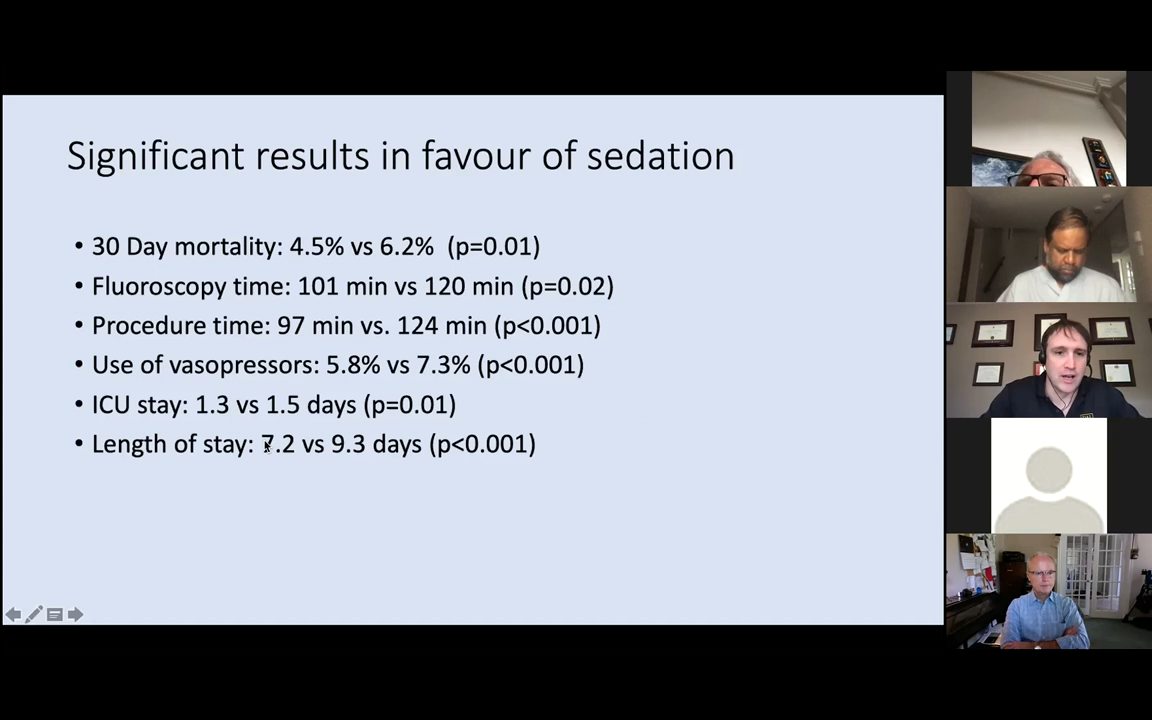 Significant results in favour of sedation
• 30 Day mortality: 4.5% vs 6.2% (p=0.01)
• Fluoroscopy time: 101 min vs 120 min (p=0.02)
• Procedure time: 97 min vs. 124 min (p<0.001)
• Use of vasopressors: 5.8% vs 7.3% (p<0.001)
• ICU stay: 1.3 vs 1.5 days (p=0.01)
• Length of stay: 7.2 vs 9.3 days (p<0.001)